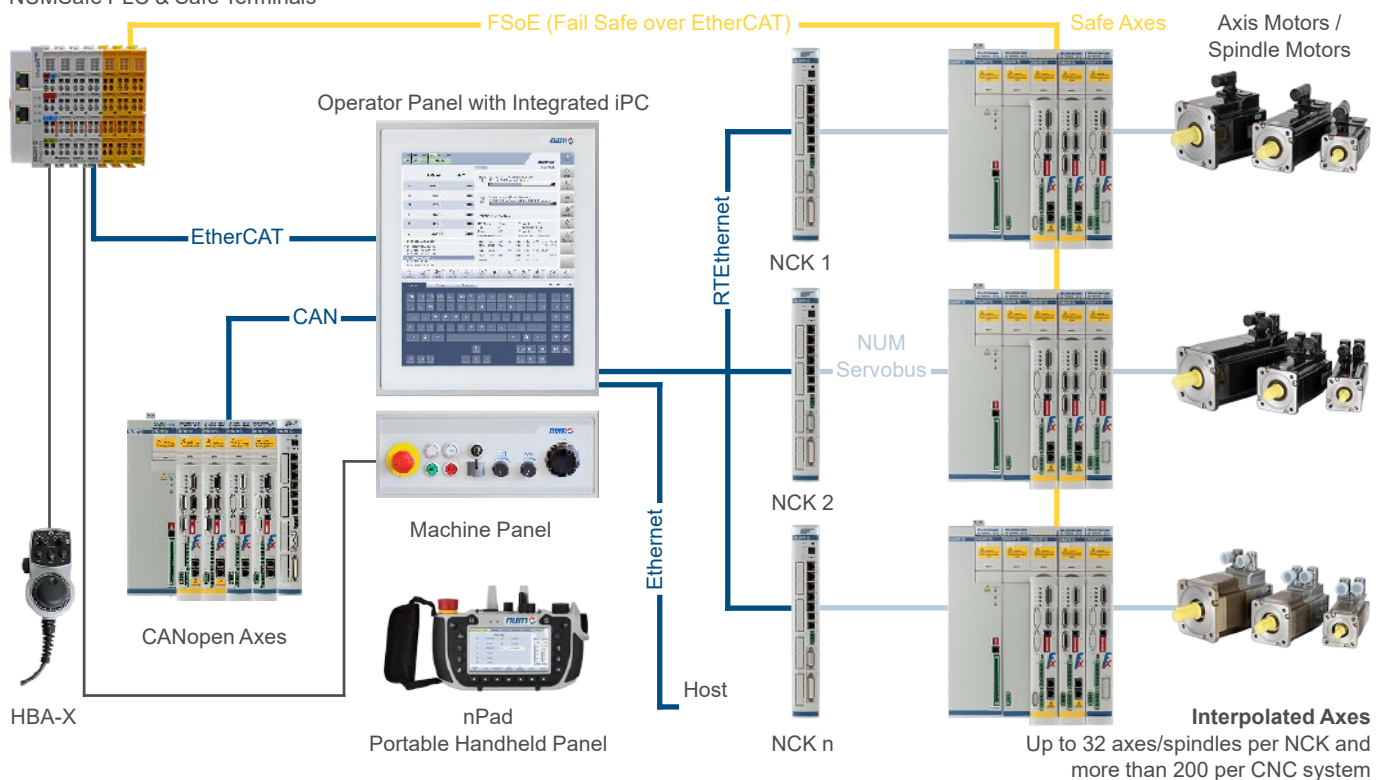 NUMSafe PLC & Safe Terminals
FSoE (Fail Safe over EtherCAT)
Safe Axes
Axis Motors /
Spindle Motors
Operator Panel with Integrated iPC
num
EtherCAT
RTEthernet
NCK 1
CAN
NUM
Servobus
num
NCK 2
Machine Panel
Ethernet
num
CANopen Axes
Host
HBA-X
nPad
Portable Handheld Panel
NCK n
Interpolated Axes
Up to 32 axes/spindles per NCK and
more than 200 per CNC system